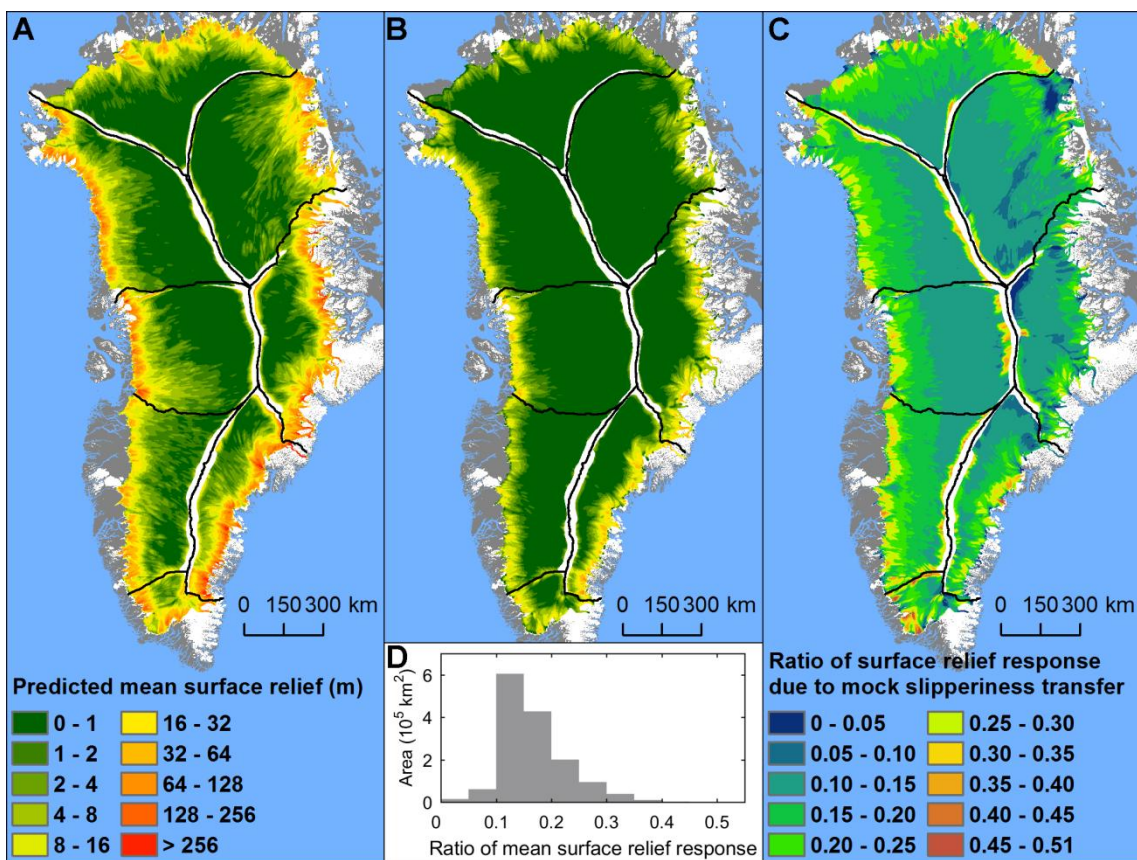 A
B
C
0 150 300 km
0 150 300 km
0 150 300 km
Predicted mean surface relief (m)
0 - 1
1 - 2
2 - 4
4 - 8
8 - 16
16 - 32
32 - 64
64 - 128
128 - 256
> 256
D
Area (10⁵ km²)
6
4
2
0
0.1 0.2 0.3 0.4 0.5
Ratio of mean surface relief response
Ratio of surface relief response
due to mock slipperiness transfer
0 - 0.05
0.05 - 0.10
0.10 - 0.15
0.15 - 0.20
0.20 - 0.25
0.25 - 0.30
0.30 - 0.35
0.35 - 0.40
0.40 - 0.45
0.45 - 0.51